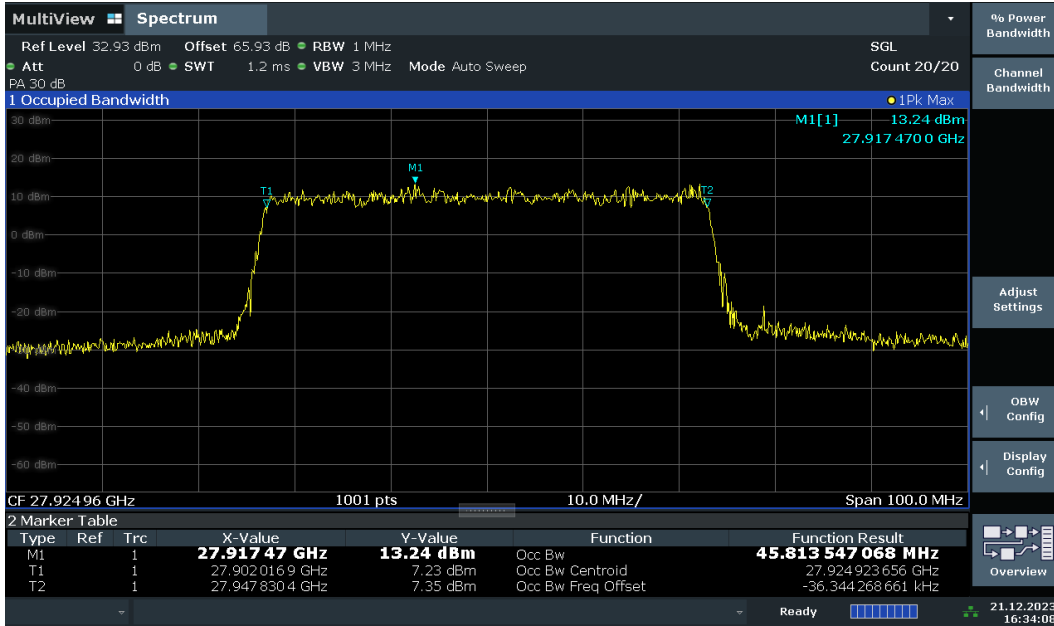 MultiView Spectrum
Ref Level 32.93 dBm Offset 65.93 dB RBW 1 MHz SGL
Att 0 dB SWT 1.2 ms VBW 3 MHz Mode Auto Sweep Count 20/20
PA 30 dB
1 Occupied Bandwidth 1Pk Max
30 dBm
M1[1] 13.24 dBm
27.917 470 0 GHz
20 dBm
M1
T1
T2
10 dBm
0 dBm
-10 dBm
-20 dBm
-40 dBm
-50 dBm
-60 dBm
CF 27.924 96 GHz 1001 pts 10.0 MHz/ Span 100.0 MHz
2 Marker Table
Type Ref Trc X-Value Y-Value Function Function Result
M1 1 27.917 47 GHz 13.24 dBm Occ Bw 45.813 547 068 MHz
T1 1 27.902 016 9 GHz 7.23 dBm Occ Bw Centroid 27.924 923 656 GHz
T2 1 27.947 830 4 GHz 7.35 dBm Occ Bw Freq Offset -36.344 268 661 kHz
Ready
21.12.2023
16:34:08
% Power
Bandwidth
Channel
Bandwidth
Adjust
Settings
OBW
Config
Display
Config
Overview